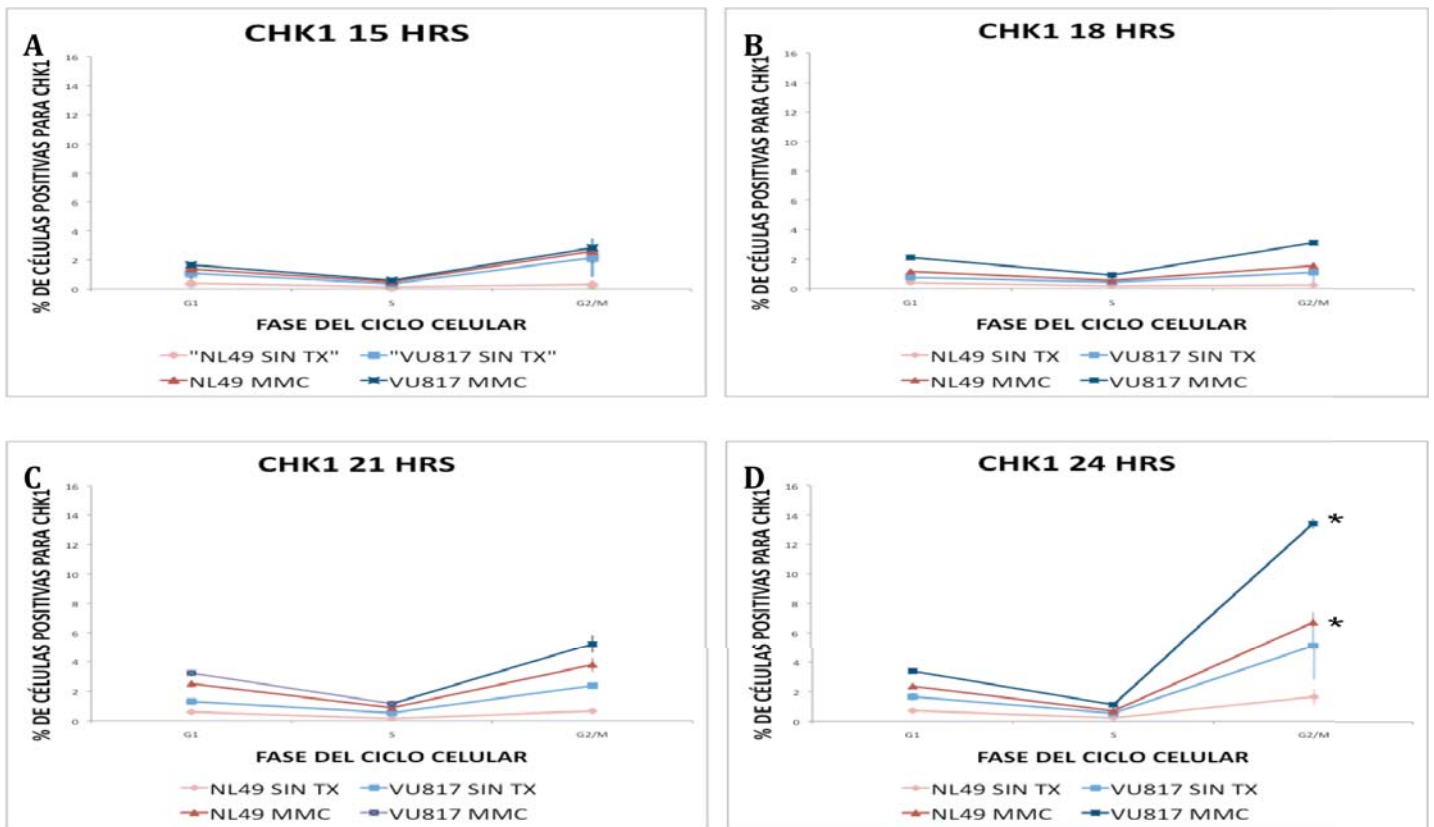 A
CHK1 15 HRS
% DE CÉLULAS POSITIVAS PARA CHK1
16
14
12
10
8
6
4
2
0
G1 S G2/M
FASE DEL CICLO CELULAR
"NL49 SIN TX" "VU817 SIN TX"
NL49 MMC VU817 MMC
B
CHK1 18 HRS
% DE CÉLULAS POSITIVAS PARA CHK1
16
14
12
10
8
6
4
2
0
G1 S G2/M
FASE DEL CICLO CELULAR
NL49 SIN TX VU817 SIN TX
NL49 MMC VU817 MMC
C
CHK1 21 HRS
% DE CÉLULAS POSITIVAS PARA CHK1
16
14
12
10
8
6
4
2
0
G1 S G2/M
FASE DEL CICLO CELULAR
NL49 SIN TX VU817 SIN TX
NL49 MMC VU817 MMC
D
CHK1 24 HRS
% DE CÉLULAS POSITIVAS PARA CHK1
16
14
12
10
8
6
4
2
0
*
*
G1 S G2/M
FASE DEL CICLO CELULAR
NL49 SIN TX VU817 SIN TX
NL49 MMC VU817 MMC